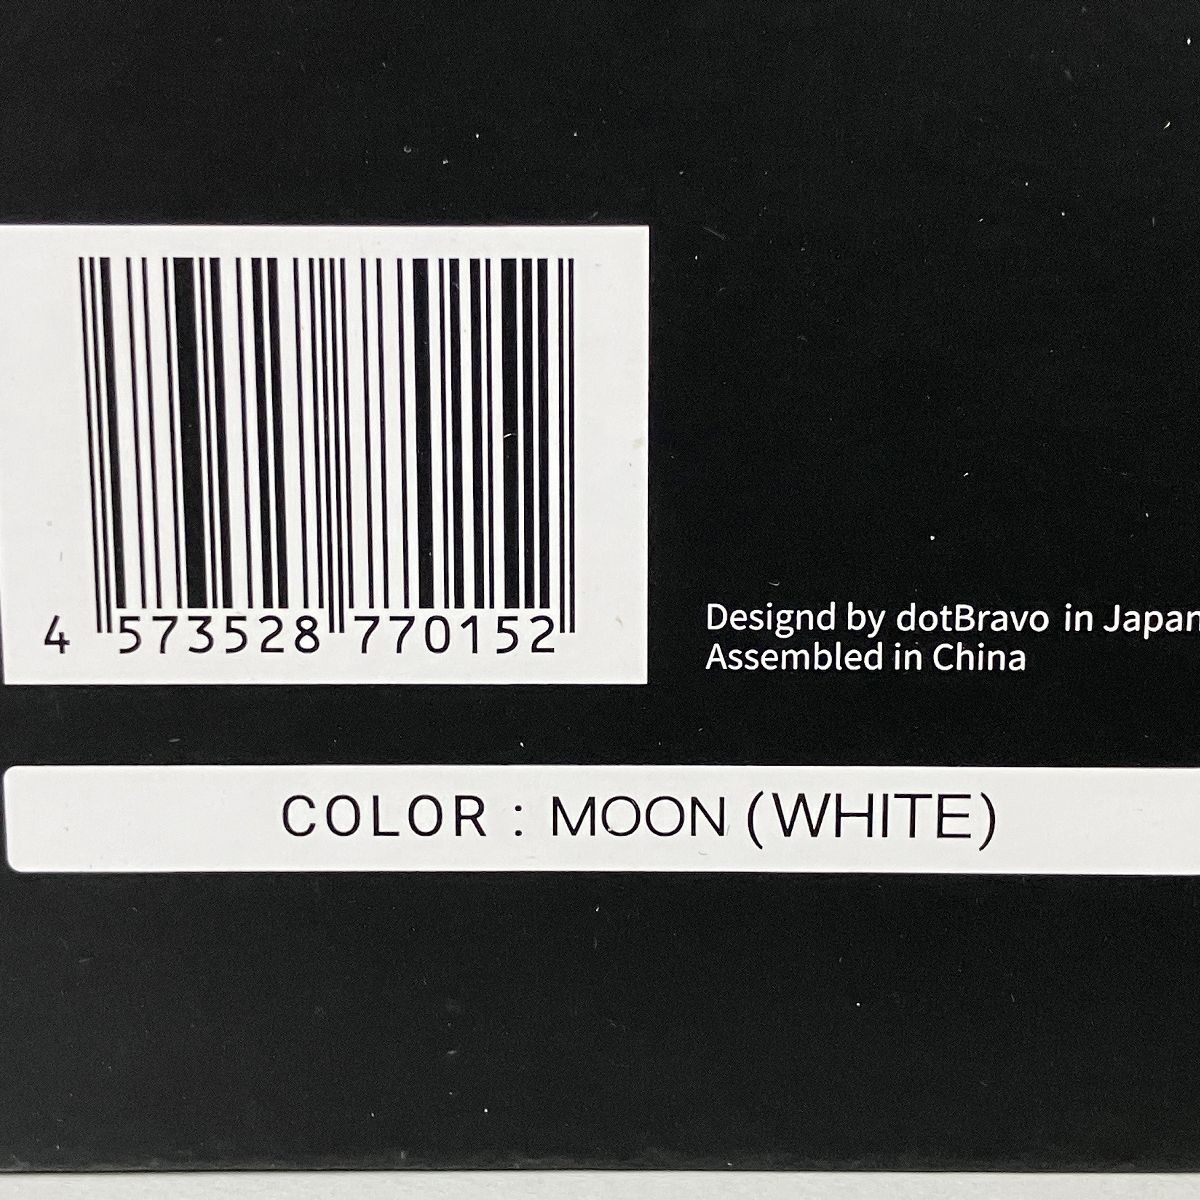 4 573528 770152
Designd by dotBravo in Japan
Assembled in China
COLOR : MOON (WHITE)